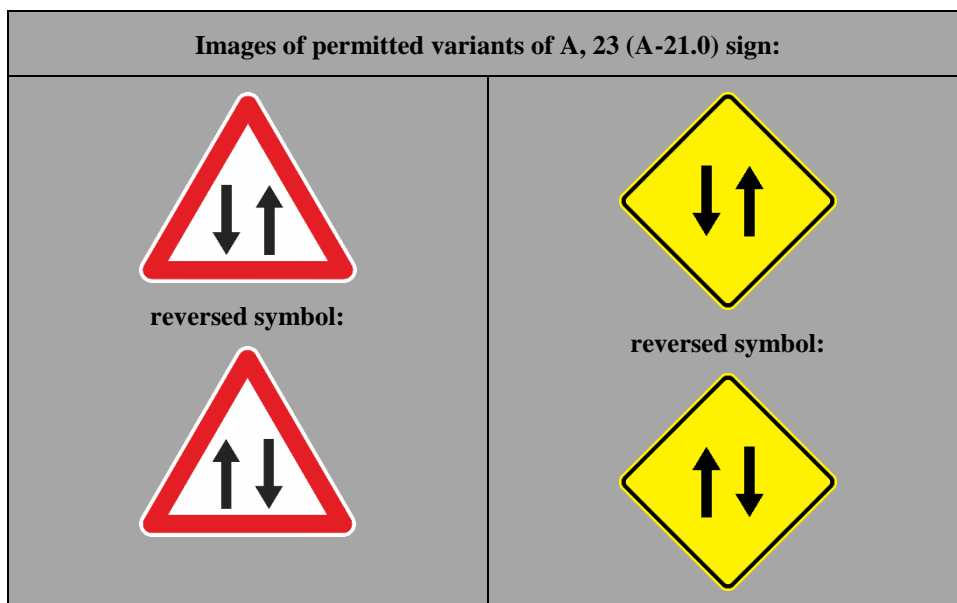 Images of permitted variants of A, 23 (A-21.0) sign:
reversed symbol:
reversed symbol: